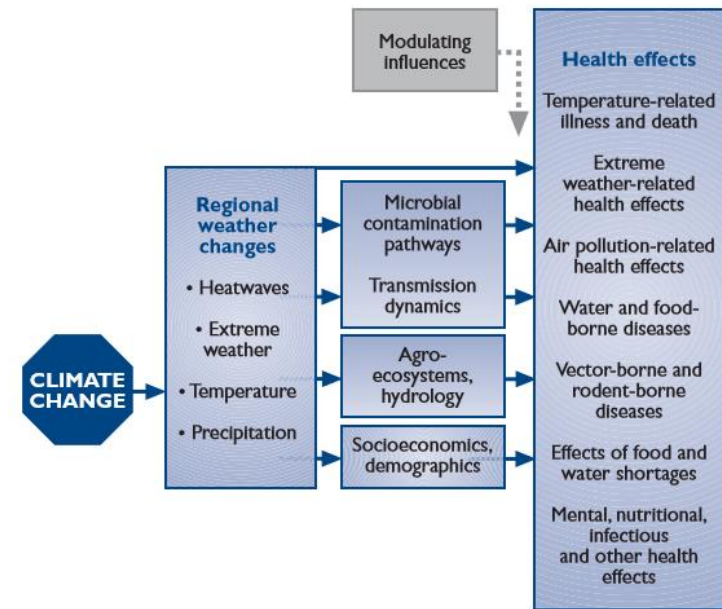 Modulating
influences
Health effects
Temperature-related
illness and death
Extreme
weather-related
health effects
Air pollution-related
health effects
Water and food-
borne diseases
Vector-borne and
rodent-borne
diseases
Effects of food and
water shortages
Mental, nutritional,
infectious
and other health
effects
Regional
weather
changes
• Heatwaves
• Extreme
weather
• Temperature
• Precipitation
Microbial
contamination
pathways
Transmission
dynamics
Agro-
ecosystems,
hydrology
Socioeconomics,
demographics
CLIMATE
CHANGE